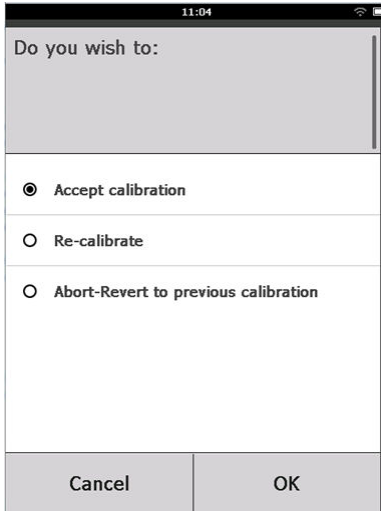 11:04
Do you wish to:
Accept calibration
Re-calibrate
Abort-Revert to previous calibration
Cancel OK